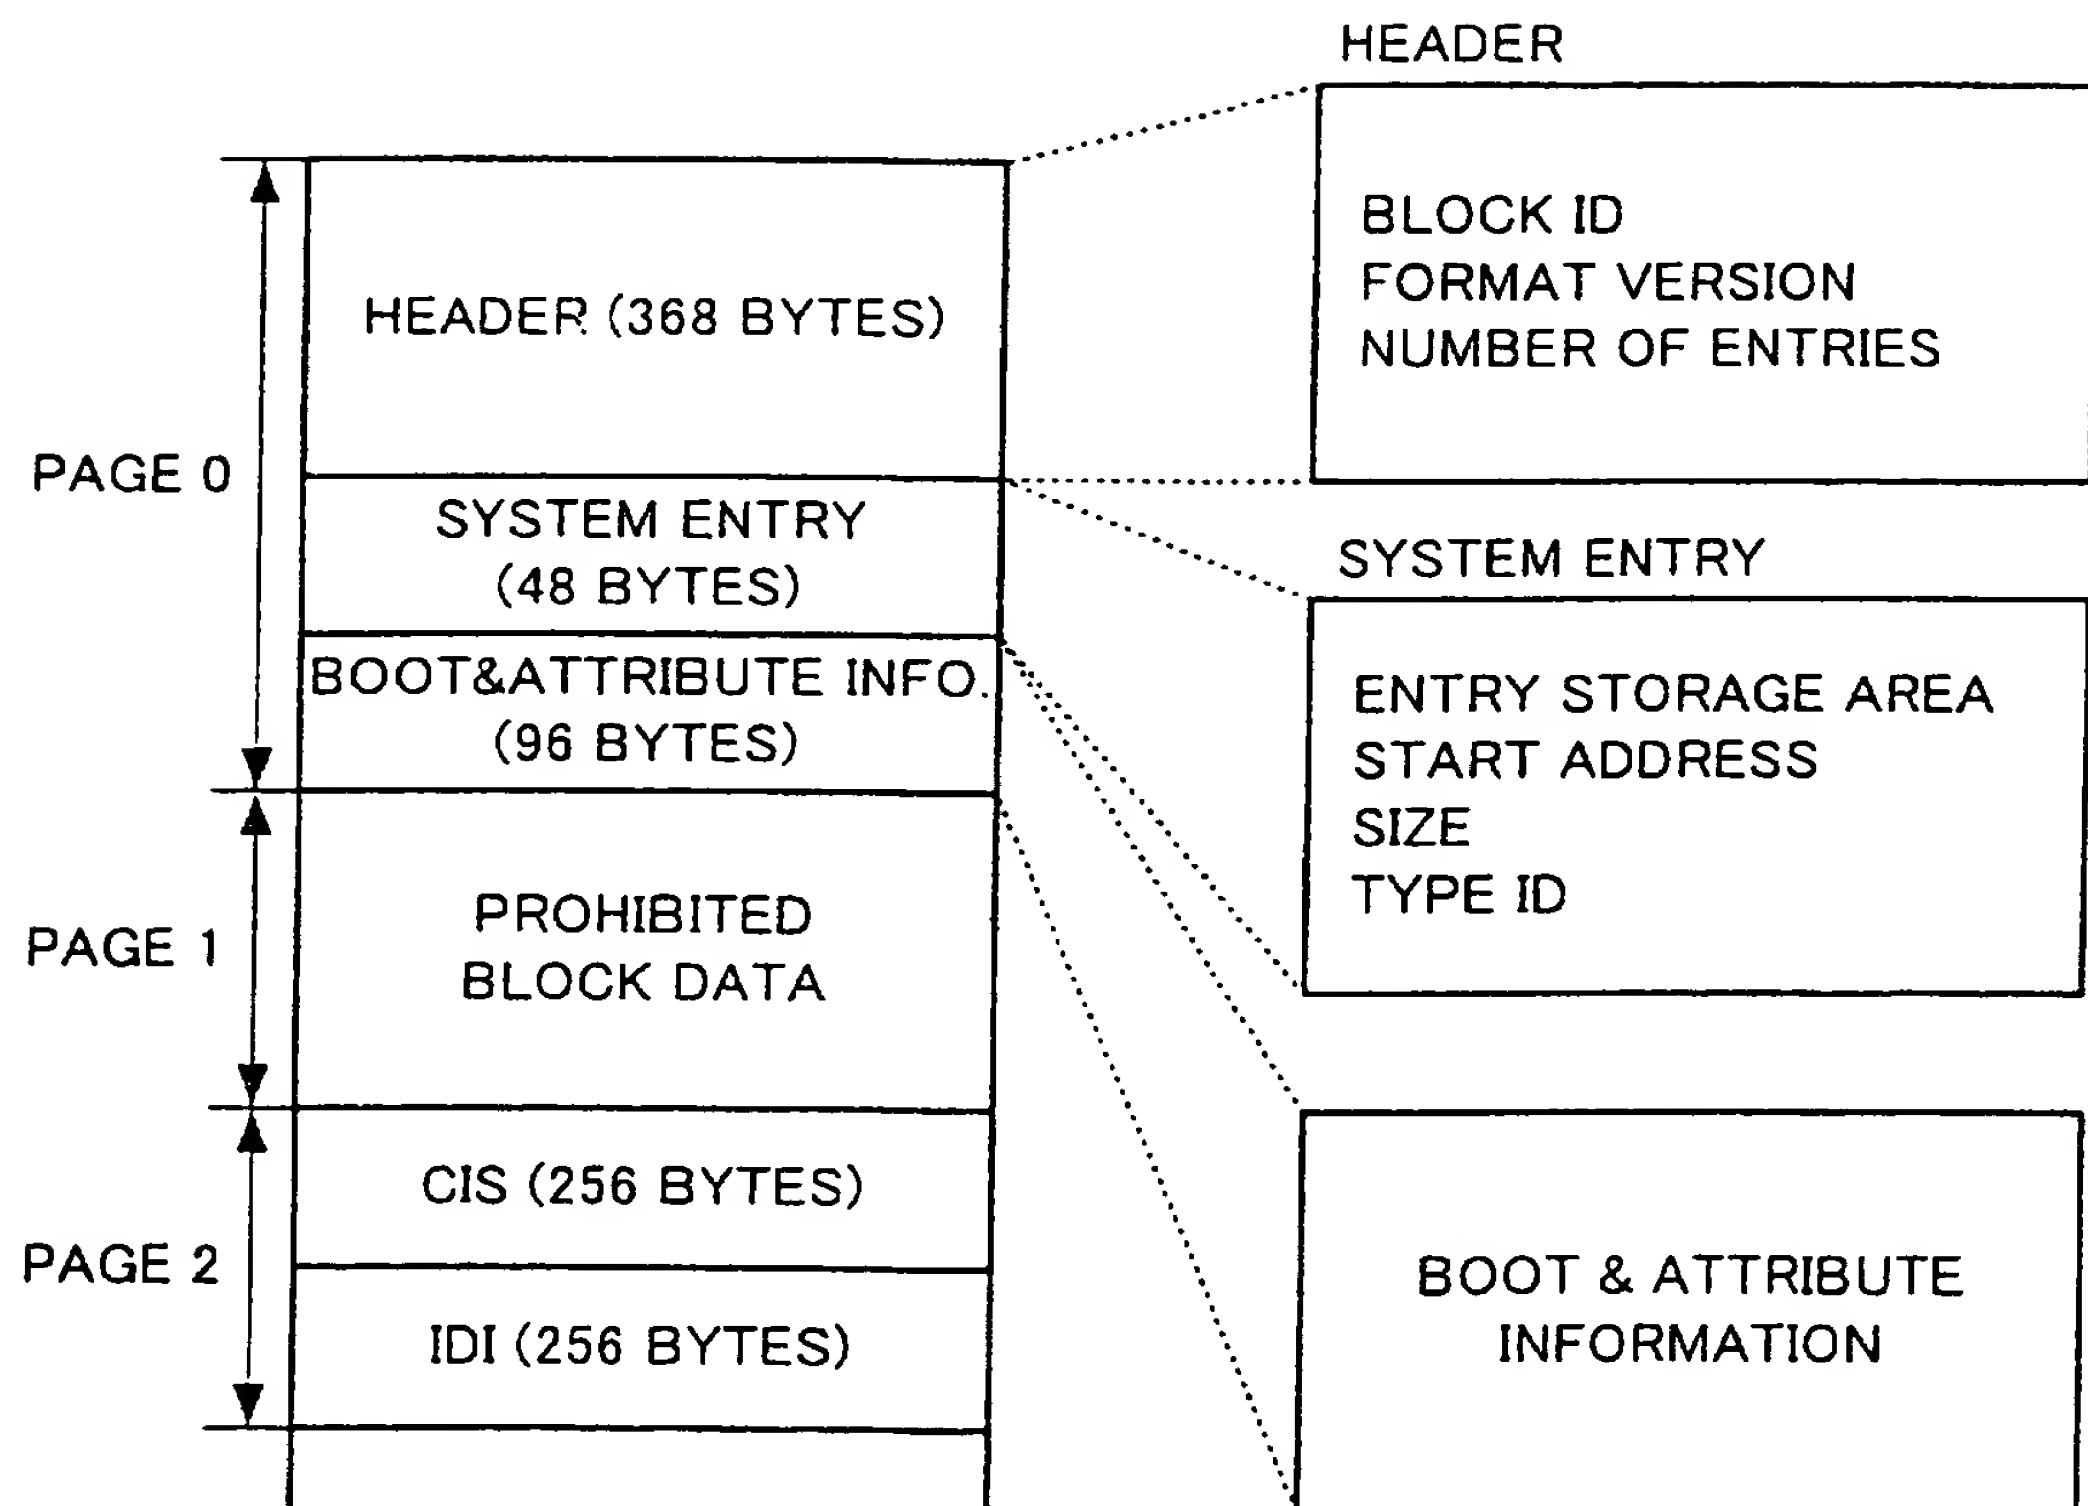 HEADER
BLOCK ID
FORMAT VERSION
NUMBER OF ENTRIES
HEADER (368 BYTES)
PAGE 0
SYSTEM ENTRY
(48 BYTES)
BOOT&ATTRIBUTE INFO.
(96 BYTES)
SYSTEM ENTRY
ENTRY STORAGE AREA
START ADDRESS
SIZE
TYPE ID
PAGE 1
PROHIBITED
BLOCK DATA
PAGE 2
CIS (256 BYTES)
IDI (256 BYTES)
BOOT & ATTRIBUTE
INFORMATION